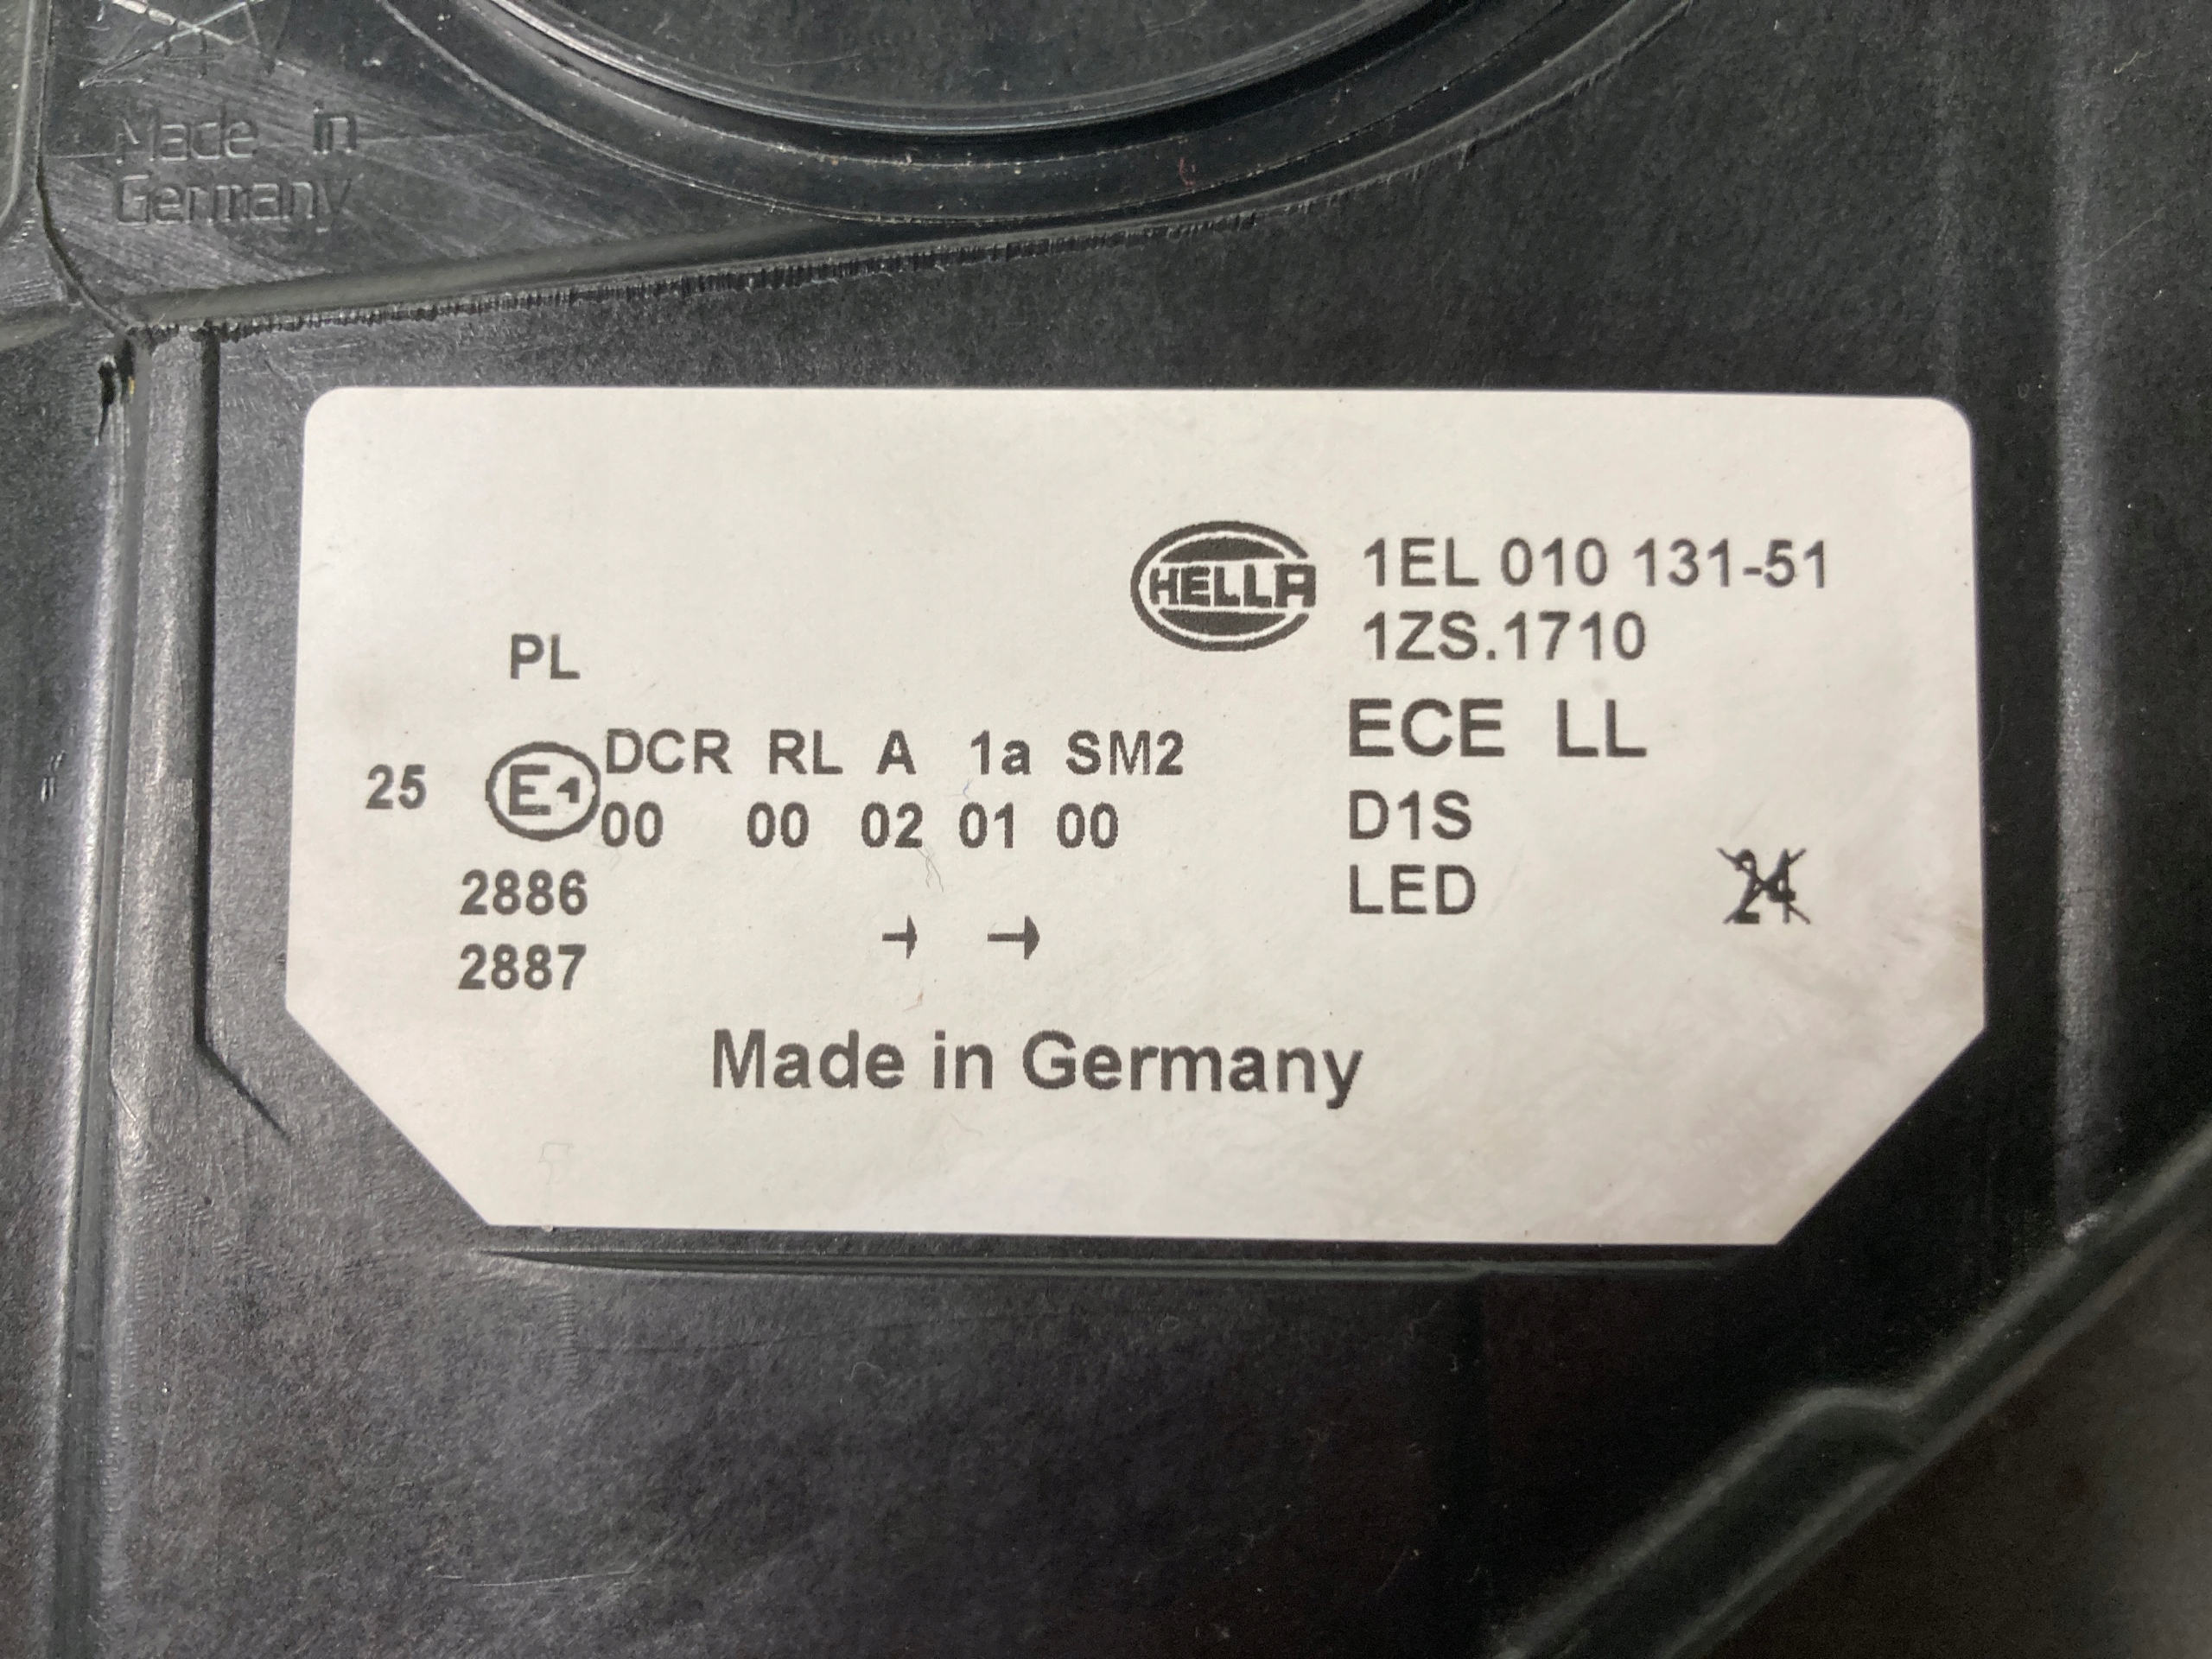 Made in
Germany
HELLA 1EL 010 131-51
1ZS.1710
PL
ECE LL
DCR RL A 1a SM2
25 E1
00 00 02 01 00
D1S
2886
LED
24
2887
Made in Germany